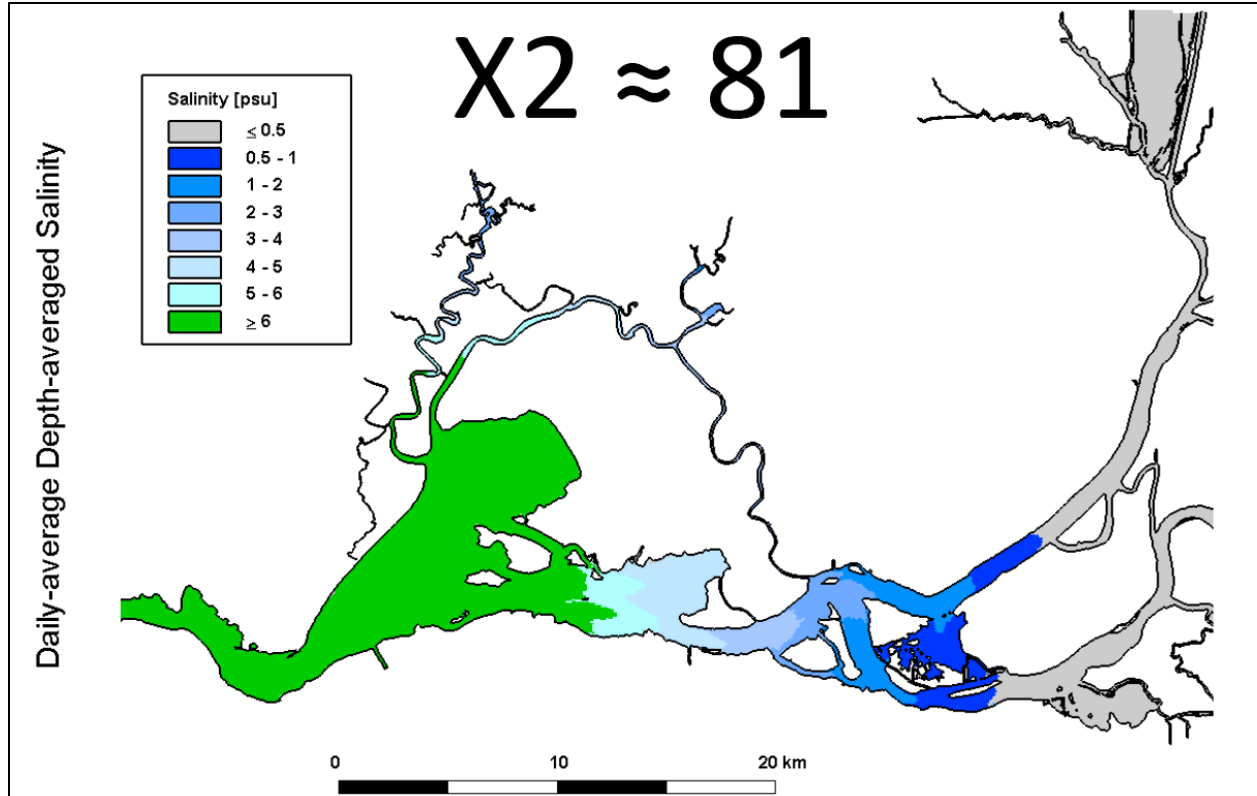 X2 ≈ 81
Daily-average Depth-averaged Salinity
Salinity [psu]
≤ 0.5
0.5 - 1
1 - 2
2 - 3
3 - 4
4 - 5
5 - 6
≥ 6
0 10 20 km